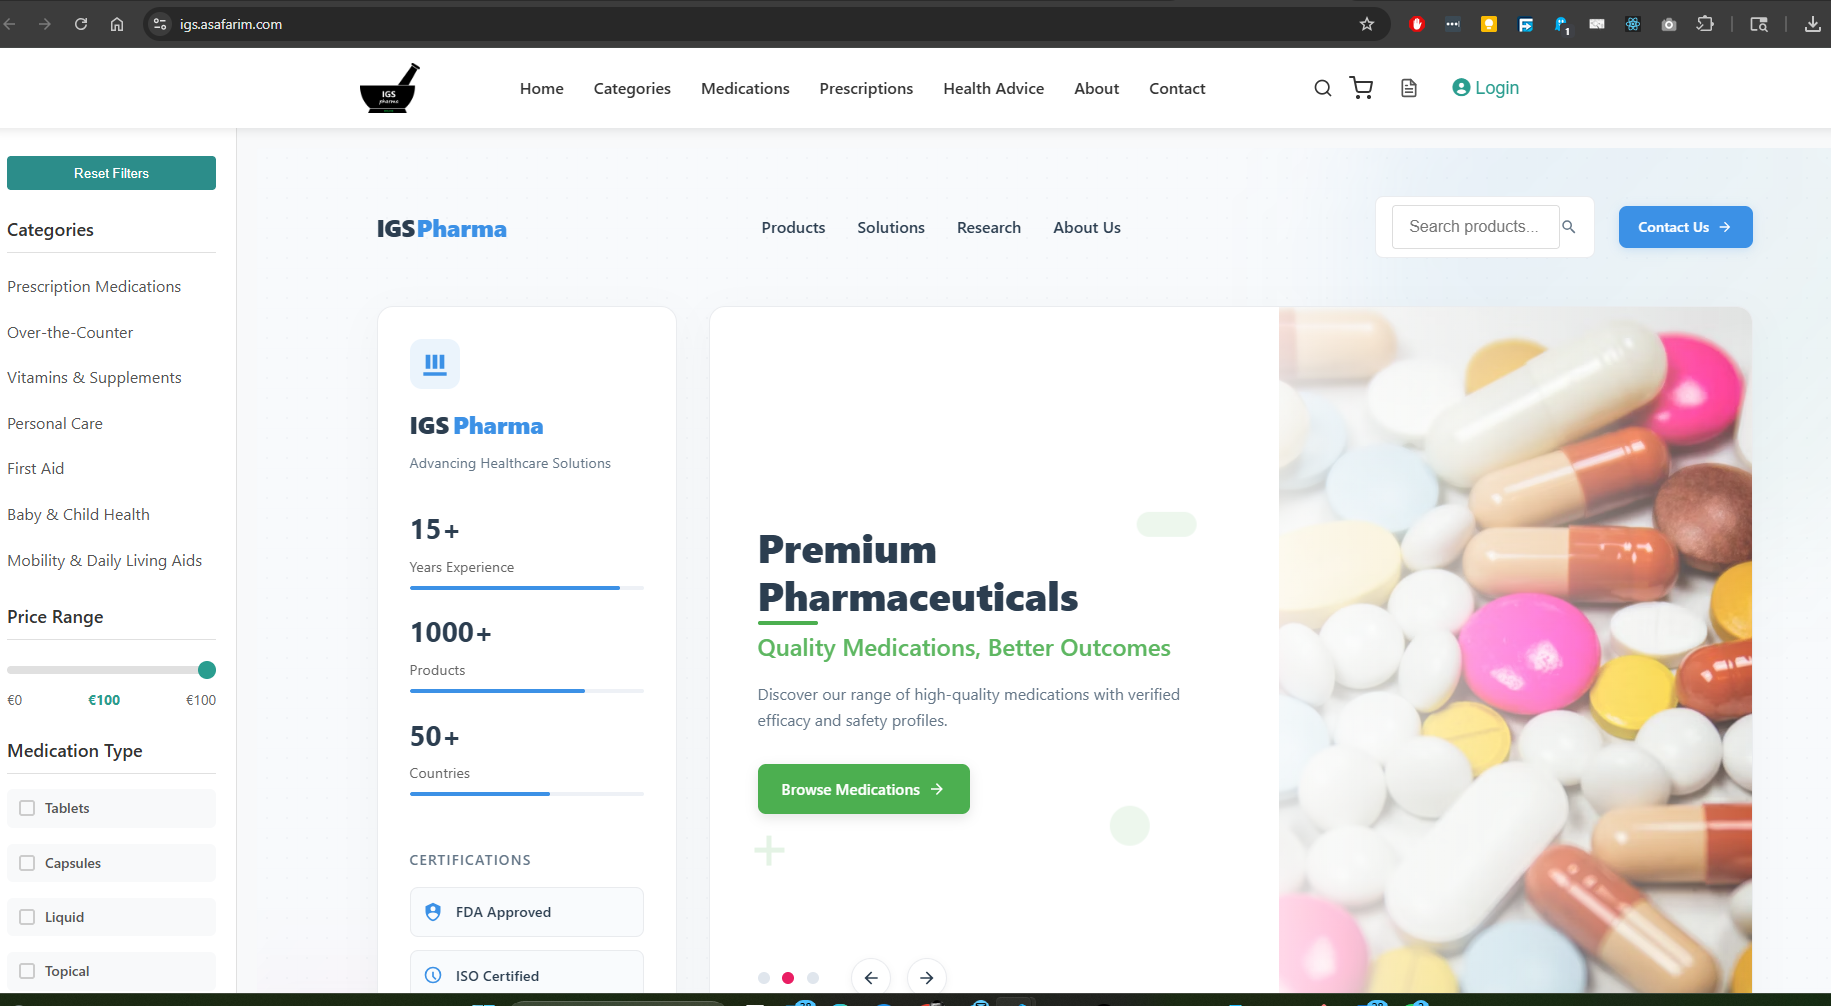 igs.asafarim.com
1
IGS
pharma
Home
Categories
Medications
Prescriptions
Health Advice
About
Contact
Login
Reset Filters
Categories
Prescription Medications
Over-the-Counter
Vitamins & Supplements
Personal Care
First Aid
Baby & Child Health
Mobility & Daily Living Aids
Price Range
€0
€100
€100
Medication Type
Tablets
Capsules
Liquid
Topical
IGS Pharma
Products
Solutions
Research
About Us
Search products...
Contact Us
IGS Pharma
Advancing Healthcare Solutions
15+
Years Experience
1000+
Products
50+
Countries
CERTIFICATIONS
FDA Approved
ISO Certified
Premium
Pharmaceuticals
Quality Medications, Better Outcomes
Discover our range of high-quality medications with verified
efficacy and safety profiles.
Browse Medications